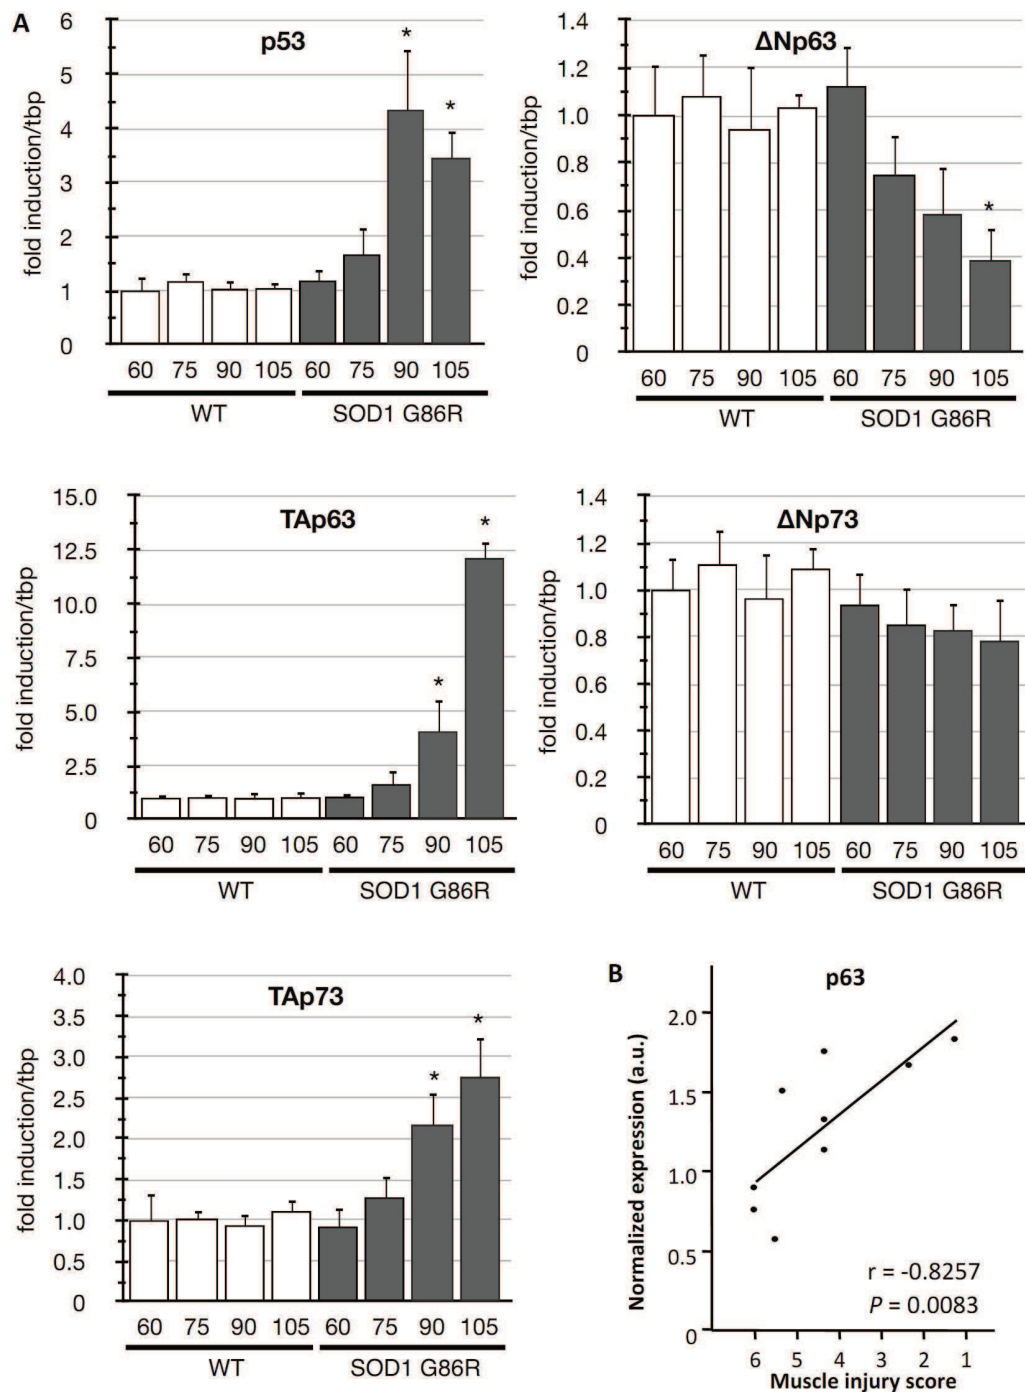 A
p53
fold induction/tbp
6
5
4
3
2
1
0
* *
60 75 90 105 60 75 90 105
WT SOD1 G86R
ΔNp63
fold induction/tbp
1.4
1.2
1.0
0.8
0.6
0.4
0.2
0
*
60 75 90 105 60 75 90 105
WT SOD1 G86R
TAp63
fold induction/tbp
15.0
12.5
10.0
7.5
5.0
2.5
0
* *
60 75 90 105 60 75 90 105
WT SOD1 G86R
ΔNp73
fold induction/tbp
1.4
1.2
1.0
0.8
0.6
0.4
0.2
0
60 75 90 105 60 75 90 105
WT SOD1 G86R
TAp73
fold induction/tbp
4.0
3.5
3.0
2.5
2.0
1.5
1.0
0.5
0
* *
60 75 90 105 60 75 90 105
WT SOD1 G86R
B
p63
Normalized expression (a.u.)
2.0
1.5
1.0
0.5
0
r = -0.8257
P = 0.0083
6 5 4 3 2 1
Muscle injury score